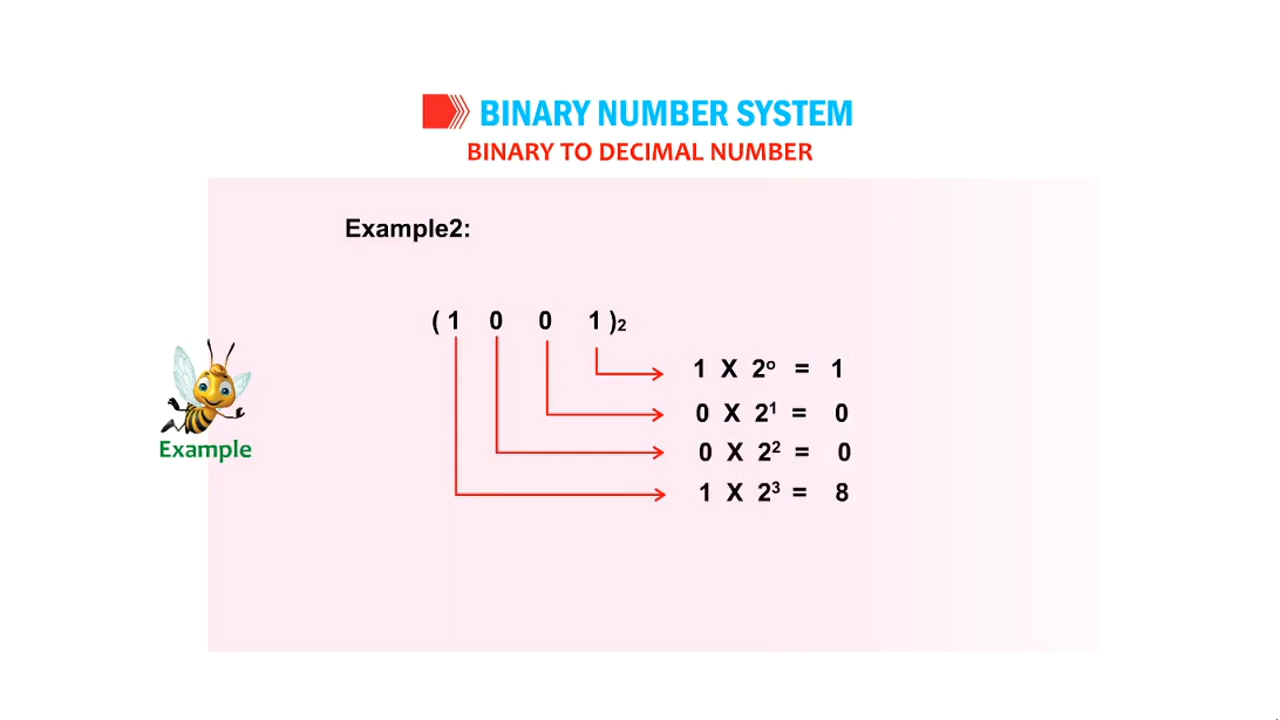 BINARY NUMBER SYSTEM
BINARY TO DECIMAL NUMBER
Example2:
( 1 0 0 1 )₂
1 X 2⁰ = 1
0 X 2¹ = 0
0 X 2² = 0
1 X 2³ = 8
Example